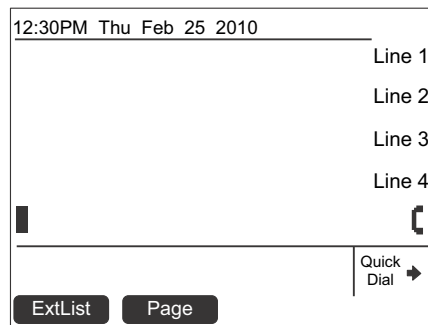 12:30PM Thu Feb 25 2010
Line 1
Line 2
Line 3
Line 4
Quick
Dial
ExtList Page